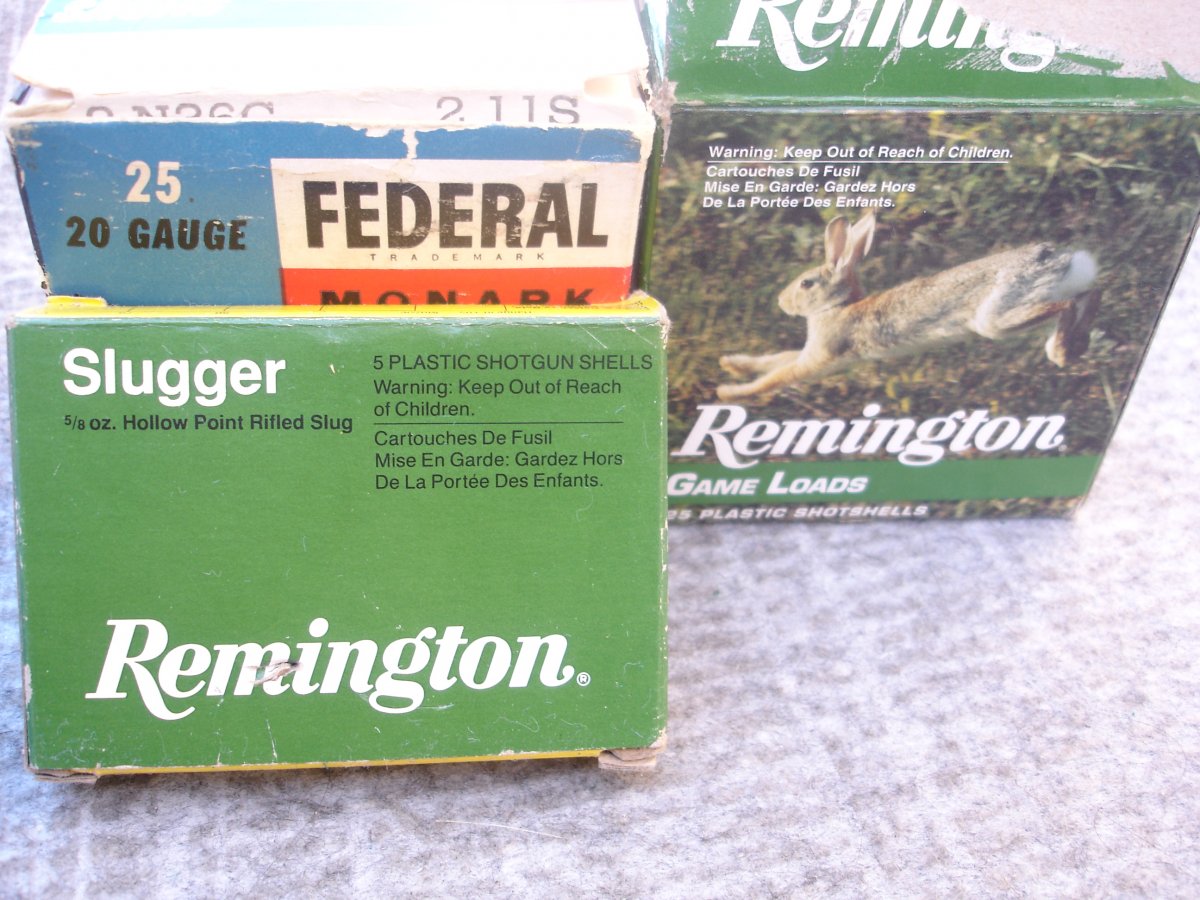 2 11S
25
20 GAUGE
FEDERAL
TRADEMARK
MONARK
Slugger
5/8 oz. Hollow Point Rifled Slug
5 PLASTIC SHOTGUN SHELLS
Warning: Keep Out of Reach
of Children.
Cartouches De Fusil
Mise En Garde: Gardez Hors
De La Portée Des Enfants.
Remington®
Remington
Warning: Keep Out of Reach of Children.
Cartouches De Fusil
Mise En Garde: Gardez Hors
De La Portée Des Enfants.
Remington®
GAME LOADS
25 PLASTIC SHOTSHELLS